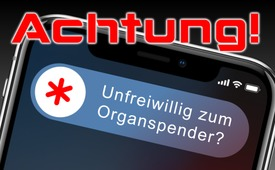 Achtung!
Unfreiwillig zum
Organspender?